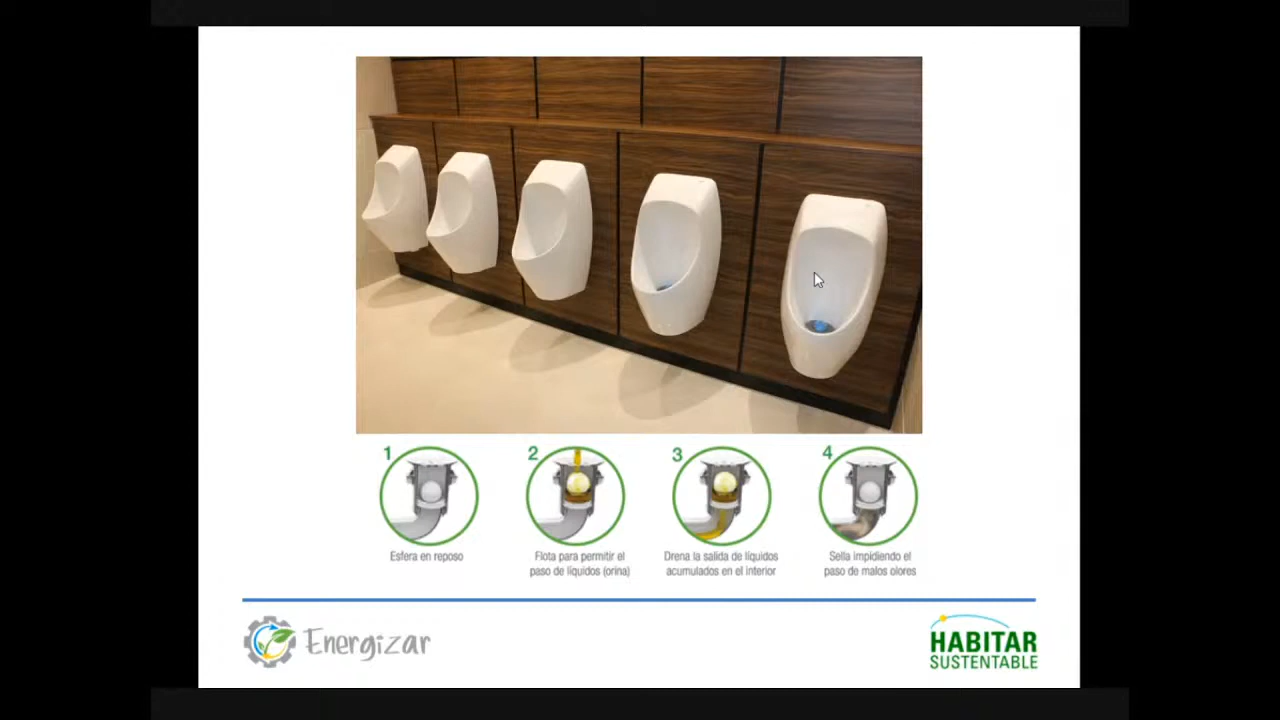 1
2
3
4
Esfera en reposo
Flota para permitir el
paso de líquidos (orina)
Drena la salida de líquidos
acumulados en el interior
Sella impidiendo el
paso de malos olores
Energizar
HABITAR
SUSTENTABLE